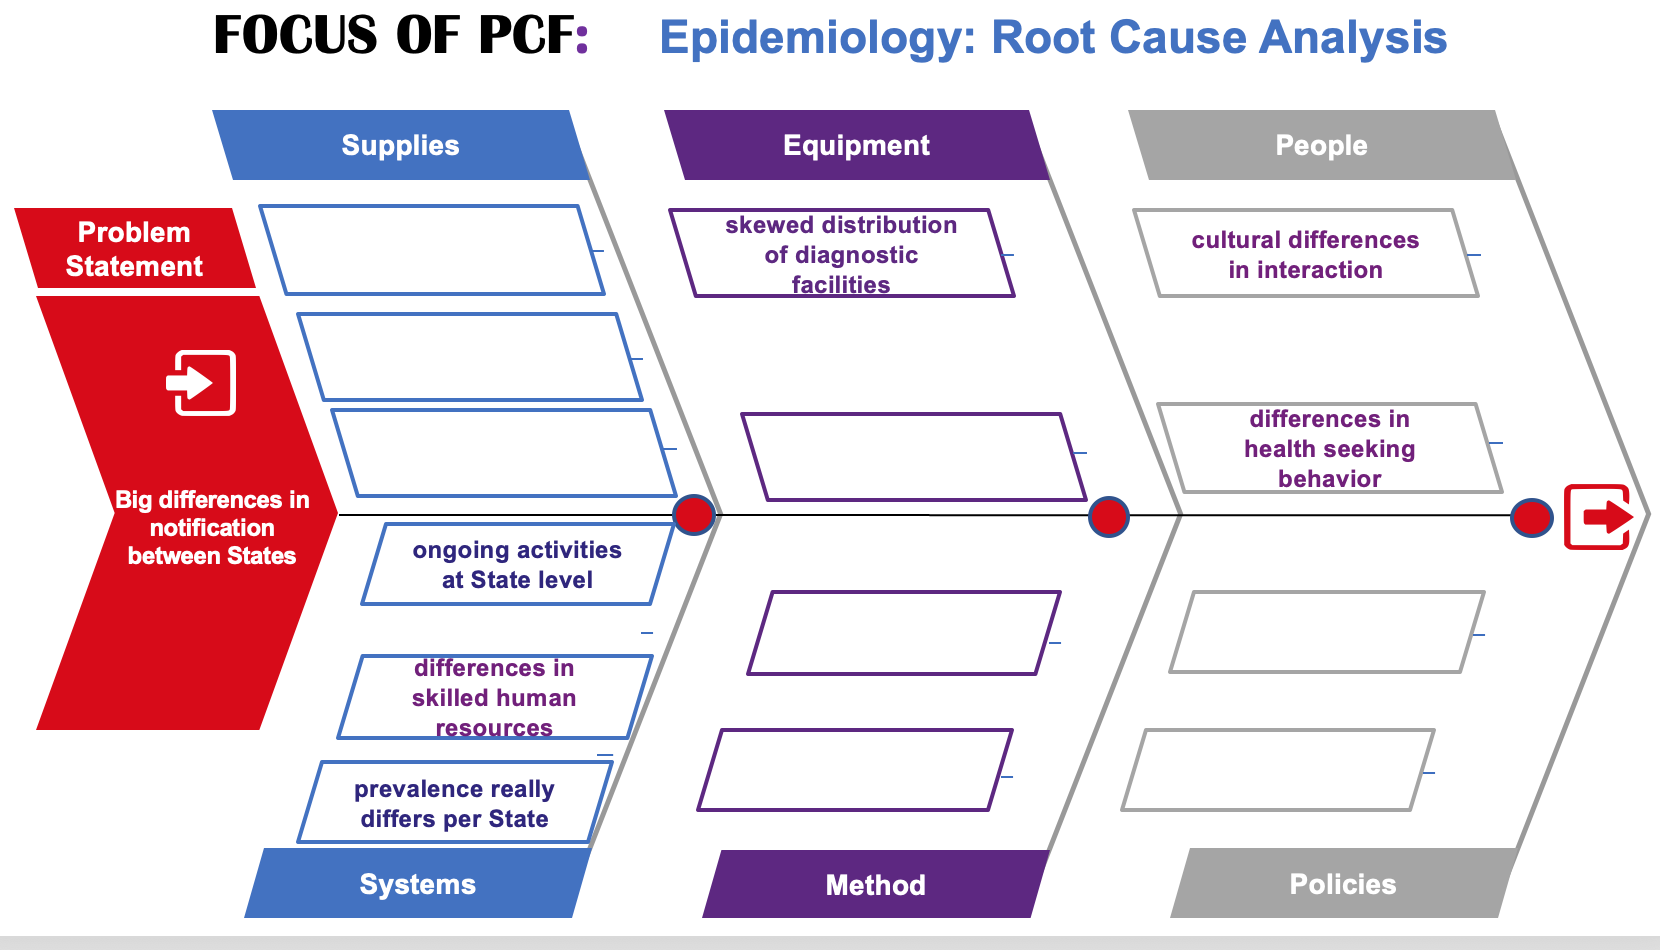 FOCUS OF PCF: Epidemiology: Root Cause Analysis
Supplies
Equipment
People
Problem
Statement
skewed distribution
of diagnostic
facilities
cultural differences
in interaction
differences in
health seeking
behavior
Big differences in
notification
between States
ongoing activities
at State level
differences in
skilled human
resources
prevalence really
differs per State
Systems
Method
Policies